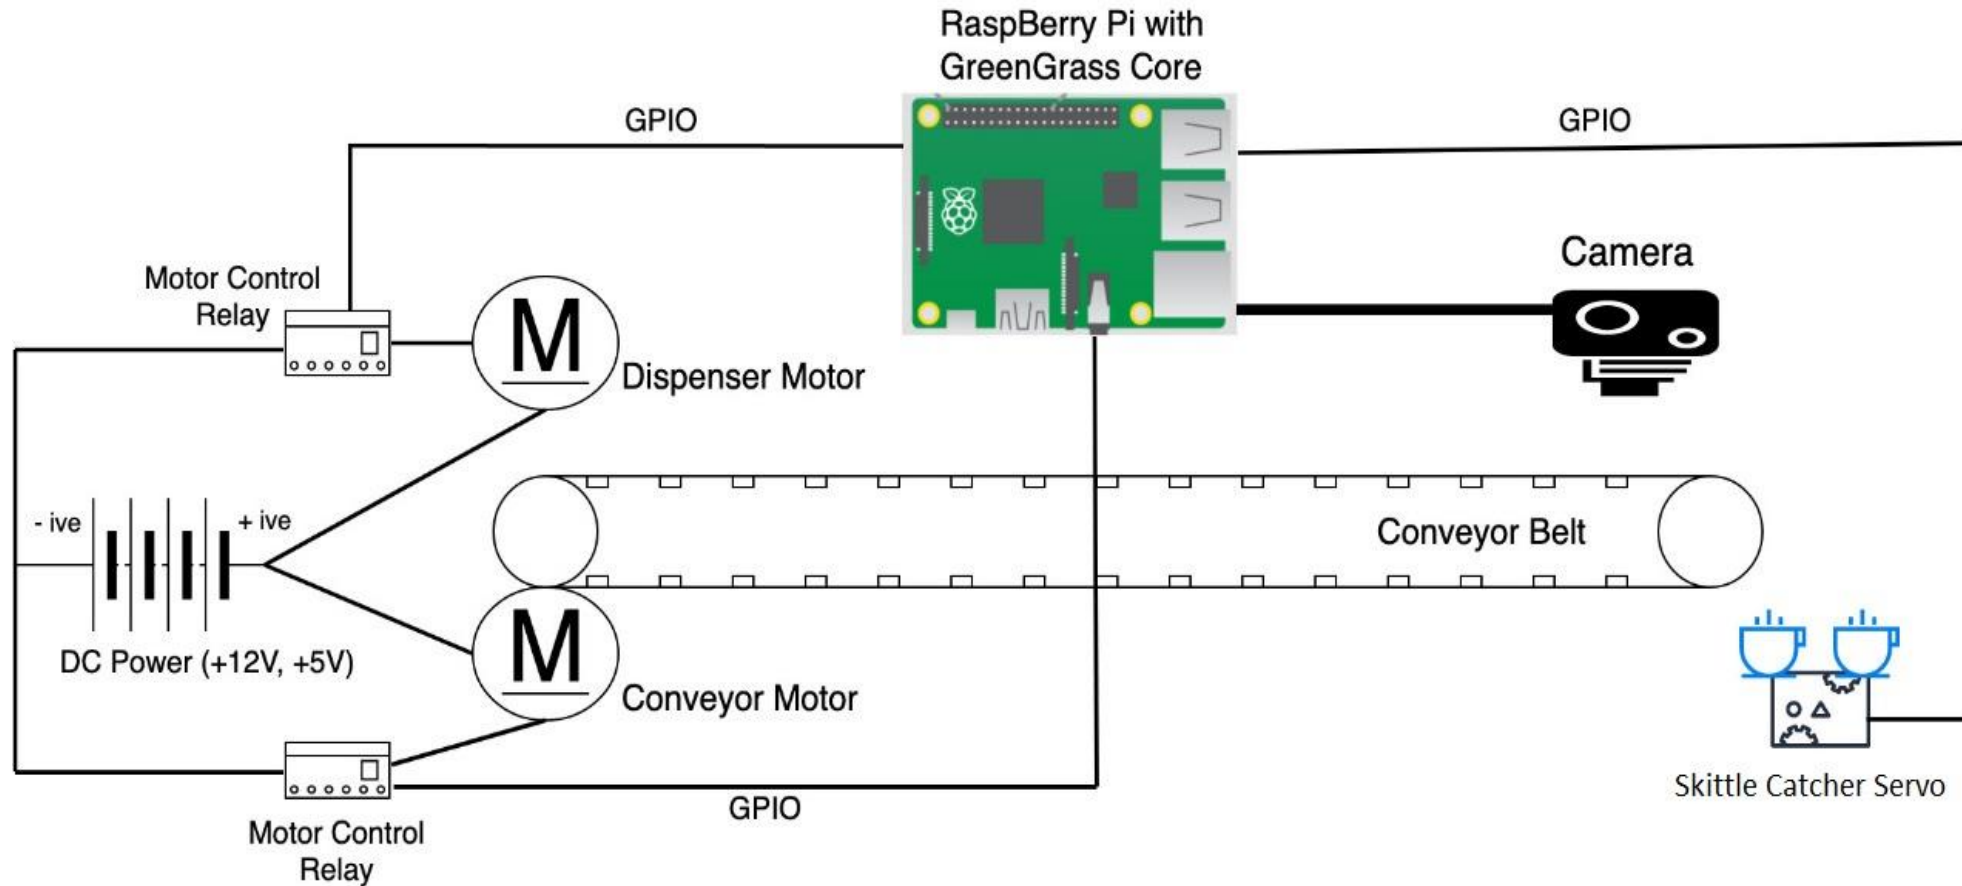 RaspBerry Pi with
GreenGrass Core
GPIO
GPIO
Camera
Motor Control
Relay
M
Dispenser Motor
- ive
+ ive
Conveyor Belt
DC Power (+12V, +5V)
M
Conveyor Motor
Skittle Catcher Servo
GPIO
Motor Control
Relay